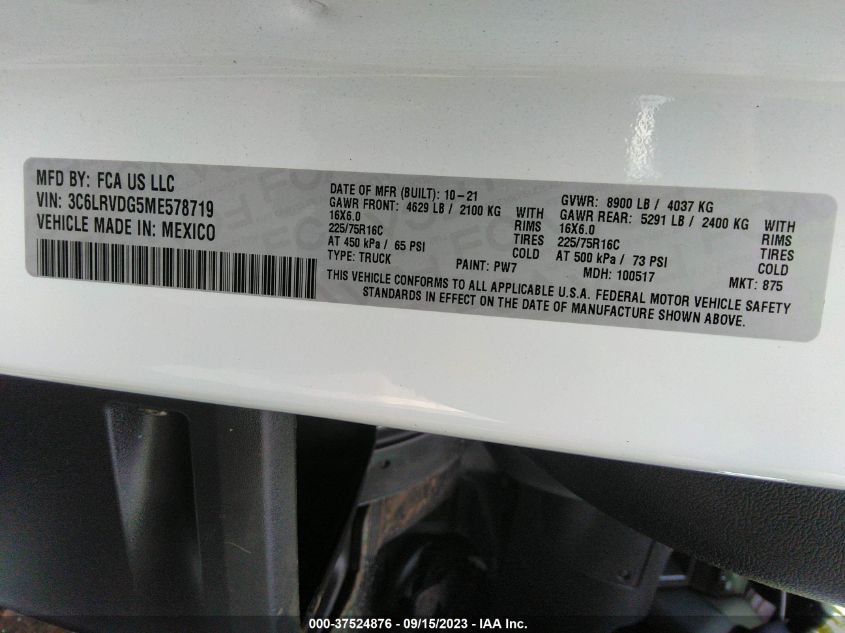 MFD BY: FCA US LLC
VIN: 3C6LRVDG5ME578719
VEHICLE MADE IN: MEXICO
DATE OF MFR (BUILT): 10-21
GAWR FRONT: 4629 LB / 2100 KG WITH
16X6.0 RIMS
225/75R16C TIRES
AT 450 kPa / 65 PSI COLD
TYPE: TRUCK PAINT: PW7
GVWR: 8900 LB / 4037 KG
GAWR REAR: 5291 LB / 2400 KG WITH
16X6.0 RIMS
225/75R16C TIRES
AT 500 kPa / 73 PSI COLD
MDH: 100517 MKT: 875
THIS VEHICLE CONFORMS TO ALL APPLICABLE U.S.A. FEDERAL MOTOR VEHICLE SAFETY
STANDARDS IN EFFECT ON THE DATE OF MANUFACTURE SHOWN ABOVE.
000-37524876 - 09/15/2023 - IAA Inc.